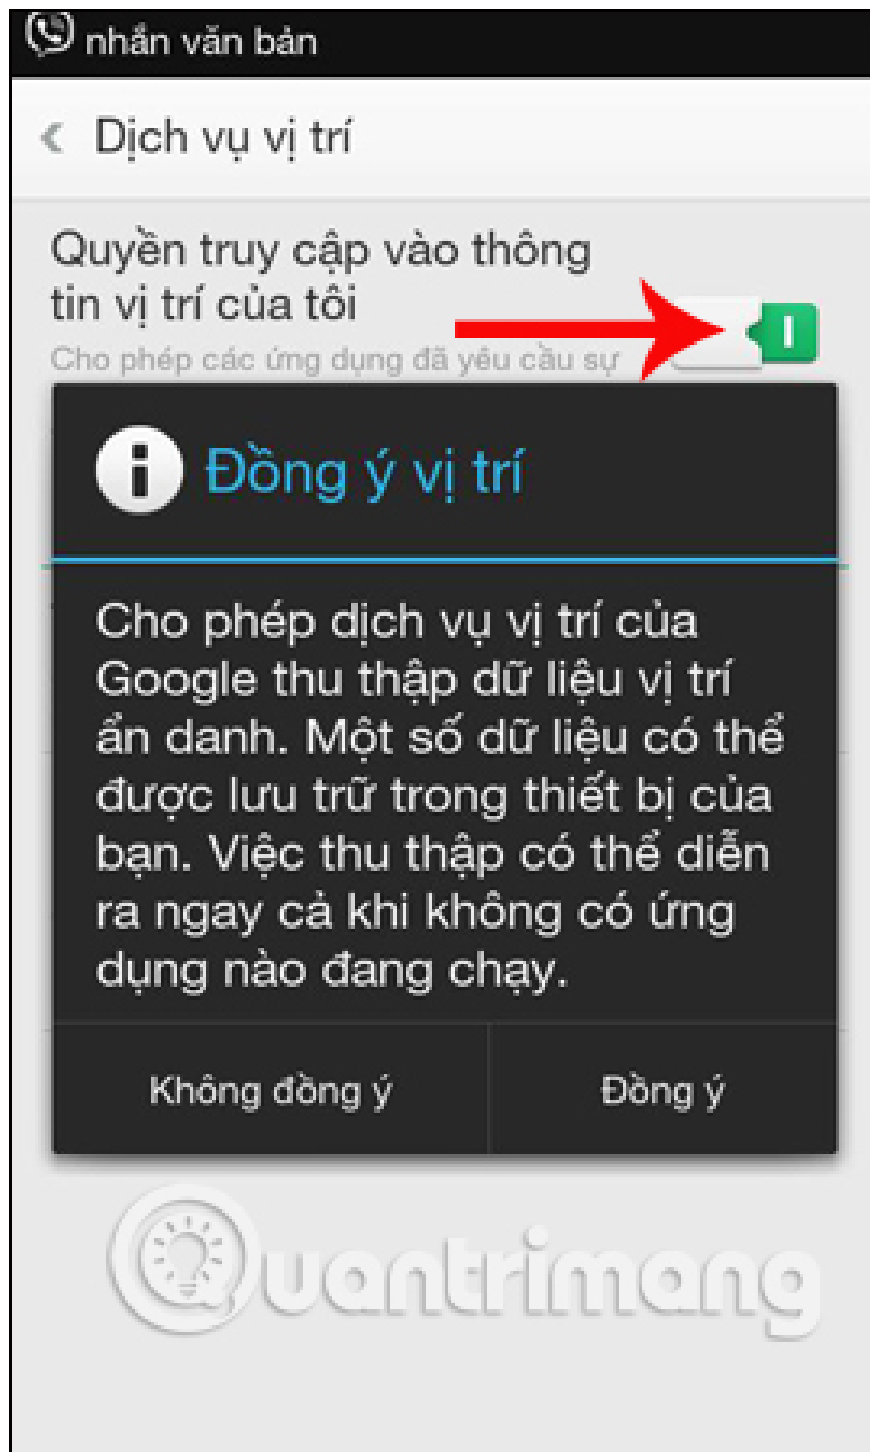 nhắn văn bản
Dịch vụ vị trí
Quyền truy cập vào thông
tin vị trí của tôi
Cho phép các ứng dụng đã yêu cầu sự
Đồng ý vị trí
Cho phép dịch vụ vị trí của
Google thu thập dữ liệu vị trí
ẩn danh. Một số dữ liệu có thể
được lưu trữ trong thiết bị của
bạn. Việc thu thập có thể diễn
ra ngay cả khi không có ứng
dụng nào đang chạy.
Không đồng ý
Đồng ý
Quantrimang